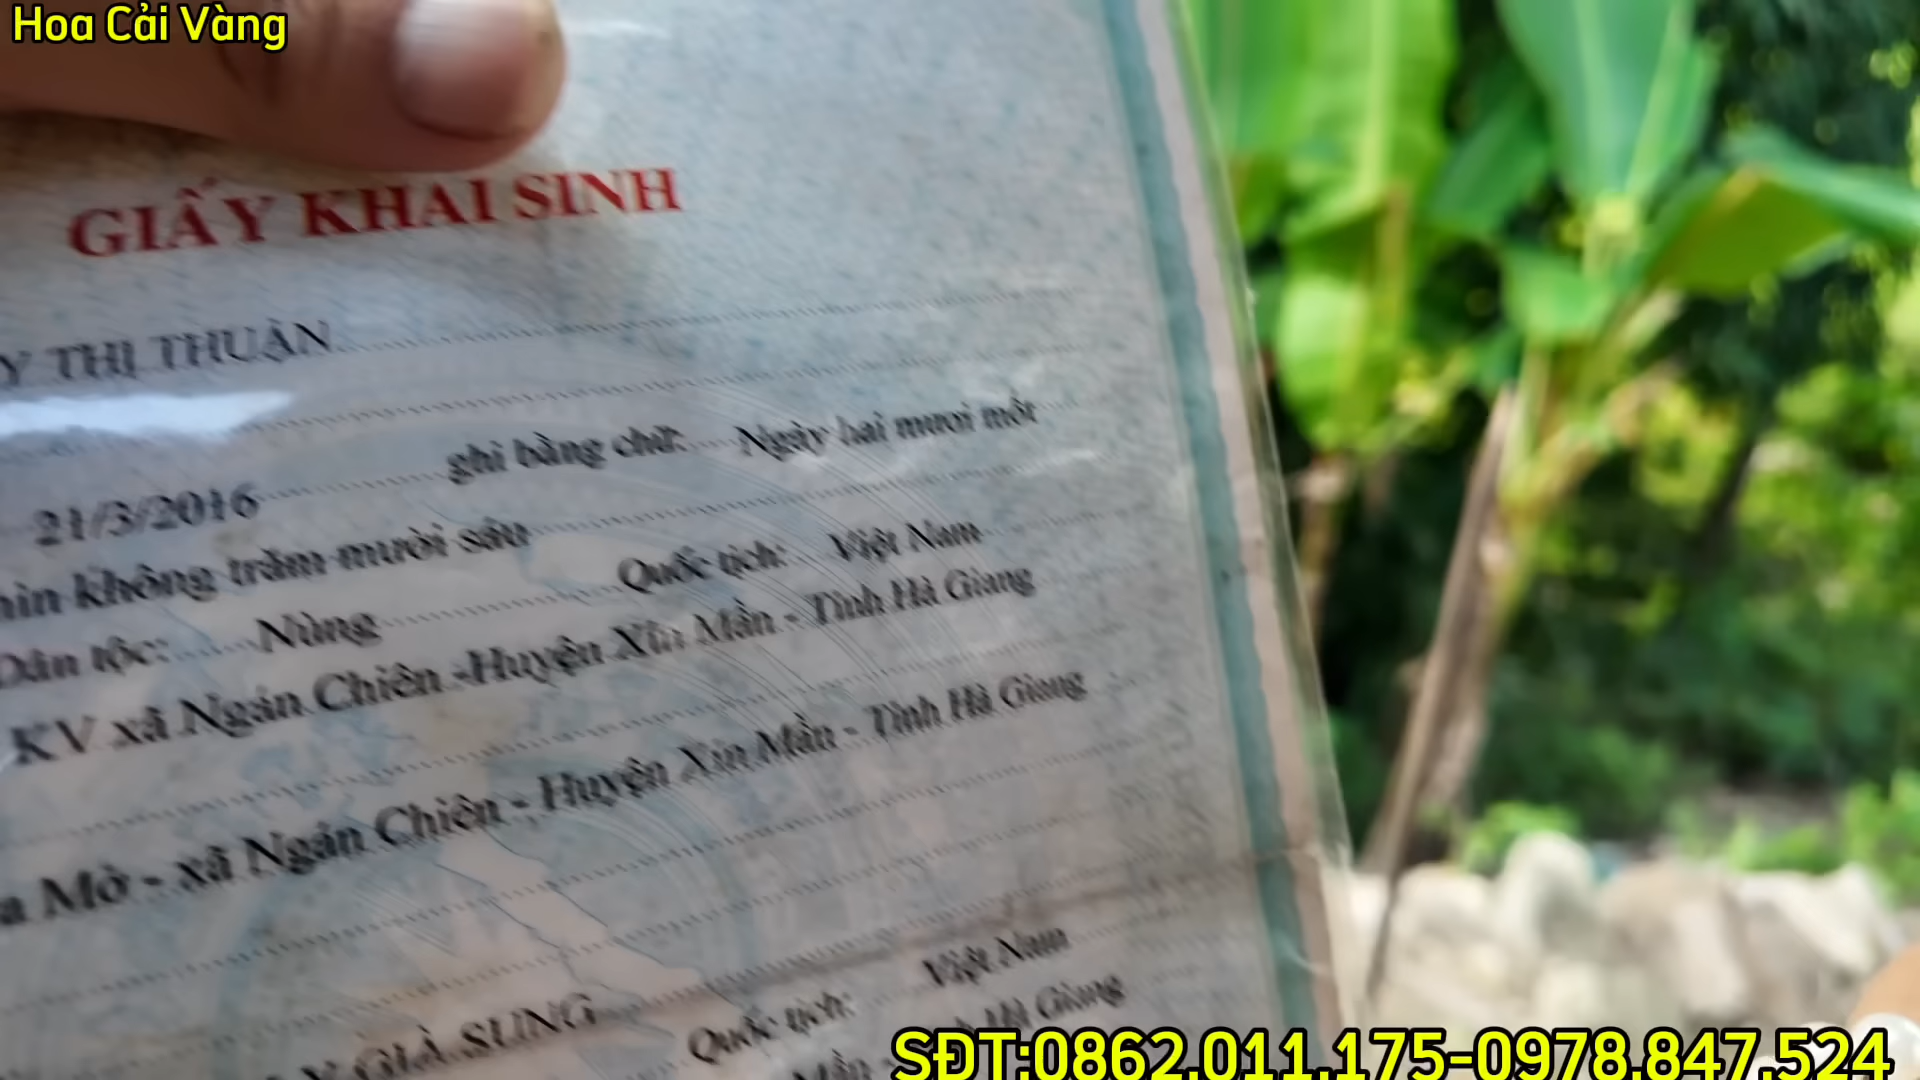 Hoa Cải Vàng
GIẤY KHAI SINH
Y THỊ THUẬN
ghi bằng chữ: Ngày hai mươi mốt
21/3/2016
không trăm mười sáu
Dân tộc: Nùng Quốc tịch: Việt Nam
KV xã Ngán Chiên - Huyện Xín Mần - Tỉnh Hà Giang
Mờ - xã Ngán Chiên - Huyện Xín Mần - Tỉnh Hà Giang
GIÀ SUNG Quốc tịch: Việt Nam
Mần - Hà Giang
SĐT:0862.011.175-0978.847.524